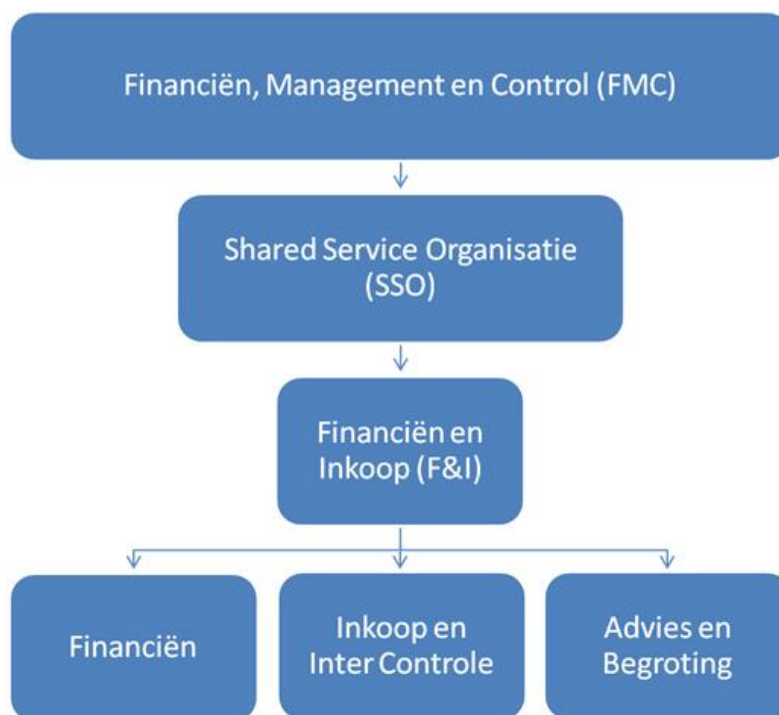 Financiën, Management en Control (FMC)
Shared Service Organisatie
(SSO)
Financiën en
Inkoop (F&I)
Financiën
Inkoop en
Inter Controle
Advies en
Begroting